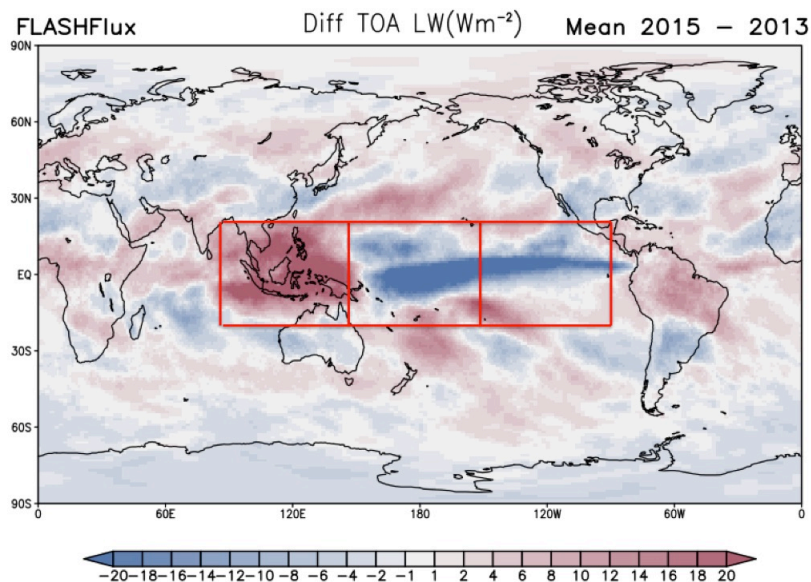 FLASHFlux Diff TOA LW(Wm⁻²) Mean 2015 – 2013
90N
60N
30N
EQ
30S
60S
90S
0 60E 120E 180 120W 60W 0
−20 −18 −16 −14 −12 −10 −8 −6 −4 −2 −1 1 2 4 6 8 10 12 14 16 18 20